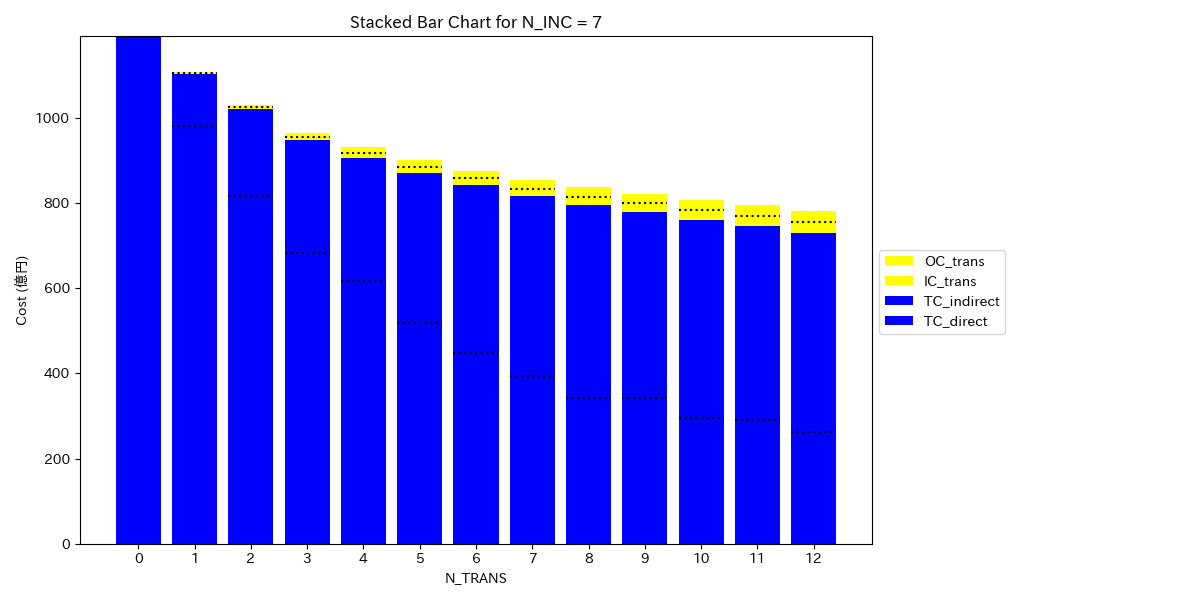 Stacked Bar Chart for N_INC = 7
Cost (億円)
1000
800
600
400
200
0
0 1 2 3 4 5 6 7 8 9 10 11 12
N_TRANS
OC_trans
IC_trans
TC_indirect
TC_direct